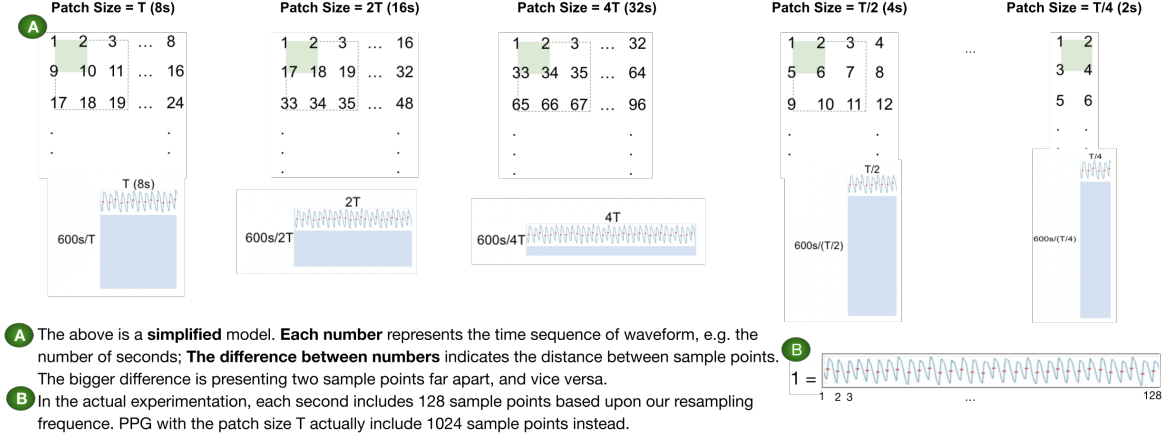 Patch Size = T (8s) Patch Size = 2T (16s) Patch Size = 4T (32s) Patch Size = T/2 (4s) Patch Size = T/4 (2s)
A
1 2 3 ... 8
9 10 11 ... 16
17 18 19 ... 24
. .
. .
T (8s)
600s/T
1 2 3 ... 16
17 18 19 ... 32
33 34 35 ... 48
. .
. .
2T
600s/2T
1 2 3 ... 32
33 34 35 ... 64
65 66 67 ... 96
. .
. .
4T
600s/4T
1 2 3 4
5 6 7 8
9 10 11 12
. .
. .
T/2
600s/(T/2)
...
1 2
3 4
5 6
. .
. .
T/4
600s/(T/4)
A The above is a simplified model. Each number represents the time sequence of waveform, e.g. the
number of seconds; The difference between numbers indicates the distance between sample points.
The bigger difference is presenting two sample points far apart, and vice versa.
B In the actual experimentation, each second includes 128 sample points based upon our resampling
frequence. PPG with the patch size T actually include 1024 sample points instead.
B
1 =
1 2 3 ... 128